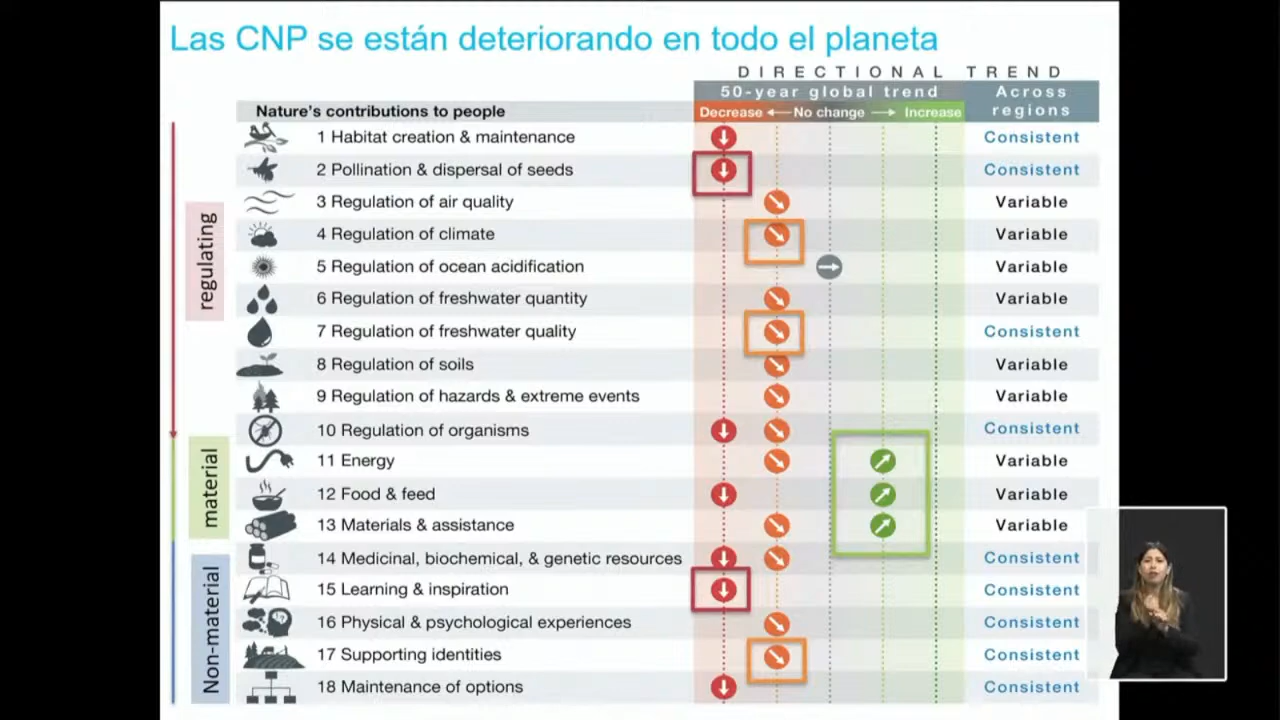 Las CNP se están deteriorando en todo el planeta
DIRECTIONAL TREND
50-year global trend
Across regions
Nature's contributions to people
Decrease ← No change → Increase
regulating
1 Habitat creation & maintenance Consistent
2 Pollination & dispersal of seeds Consistent
3 Regulation of air quality Variable
4 Regulation of climate Variable
5 Regulation of ocean acidification Variable
6 Regulation of freshwater quantity Variable
7 Regulation of freshwater quality Consistent
8 Regulation of soils Variable
9 Regulation of hazards & extreme events Variable
10 Regulation of organisms Consistent
material
11 Energy Variable
12 Food & feed Variable
13 Materials & assistance Variable
Non-material
14 Medicinal, biochemical, & genetic resources Consistent
15 Learning & inspiration Consistent
16 Physical & psychological experiences Consistent
17 Supporting identities Consistent
18 Maintenance of options Consistent